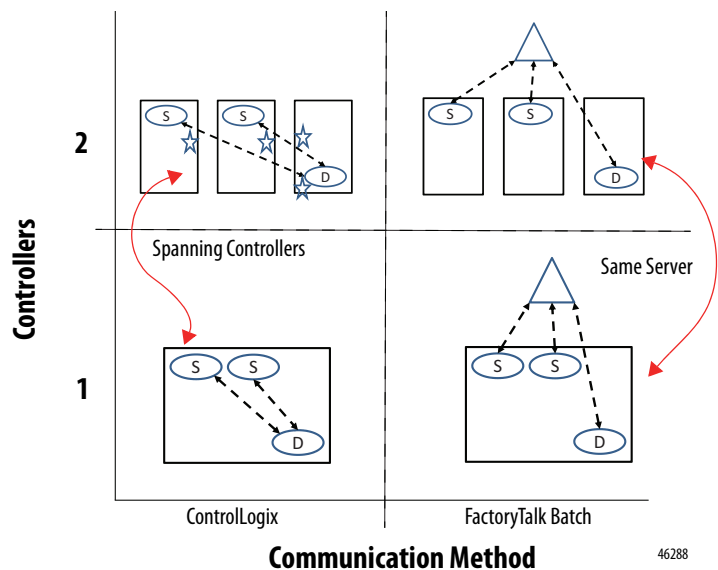 S S
D
S S
D
2
Spanning Controllers
Same Server
Controllers
1
S S
D
S S
D
ControlLogix
FactoryTalk Batch
Communication Method
46288